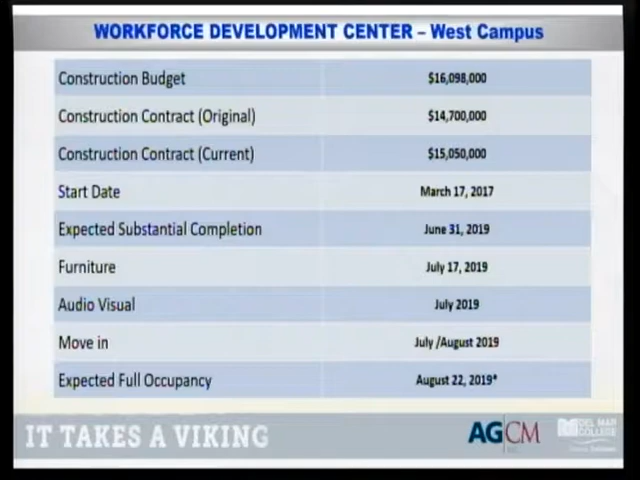 WORKFORCE DEVELOPMENT CENTER – West Campus
Construction Budget $16,098,000
Construction Contract (Original) $14,700,000
Construction Contract (Current) $15,050,000
Start Date March 17, 2017
Expected Substantial Completion June 31, 2019
Furniture July 17, 2019
Audio Visual July 2019
Move in July /August 2019
Expected Full Occupancy August 22, 2019*
IT TAKES A VIKING
AGCM
DEL MAR
COLLEGE